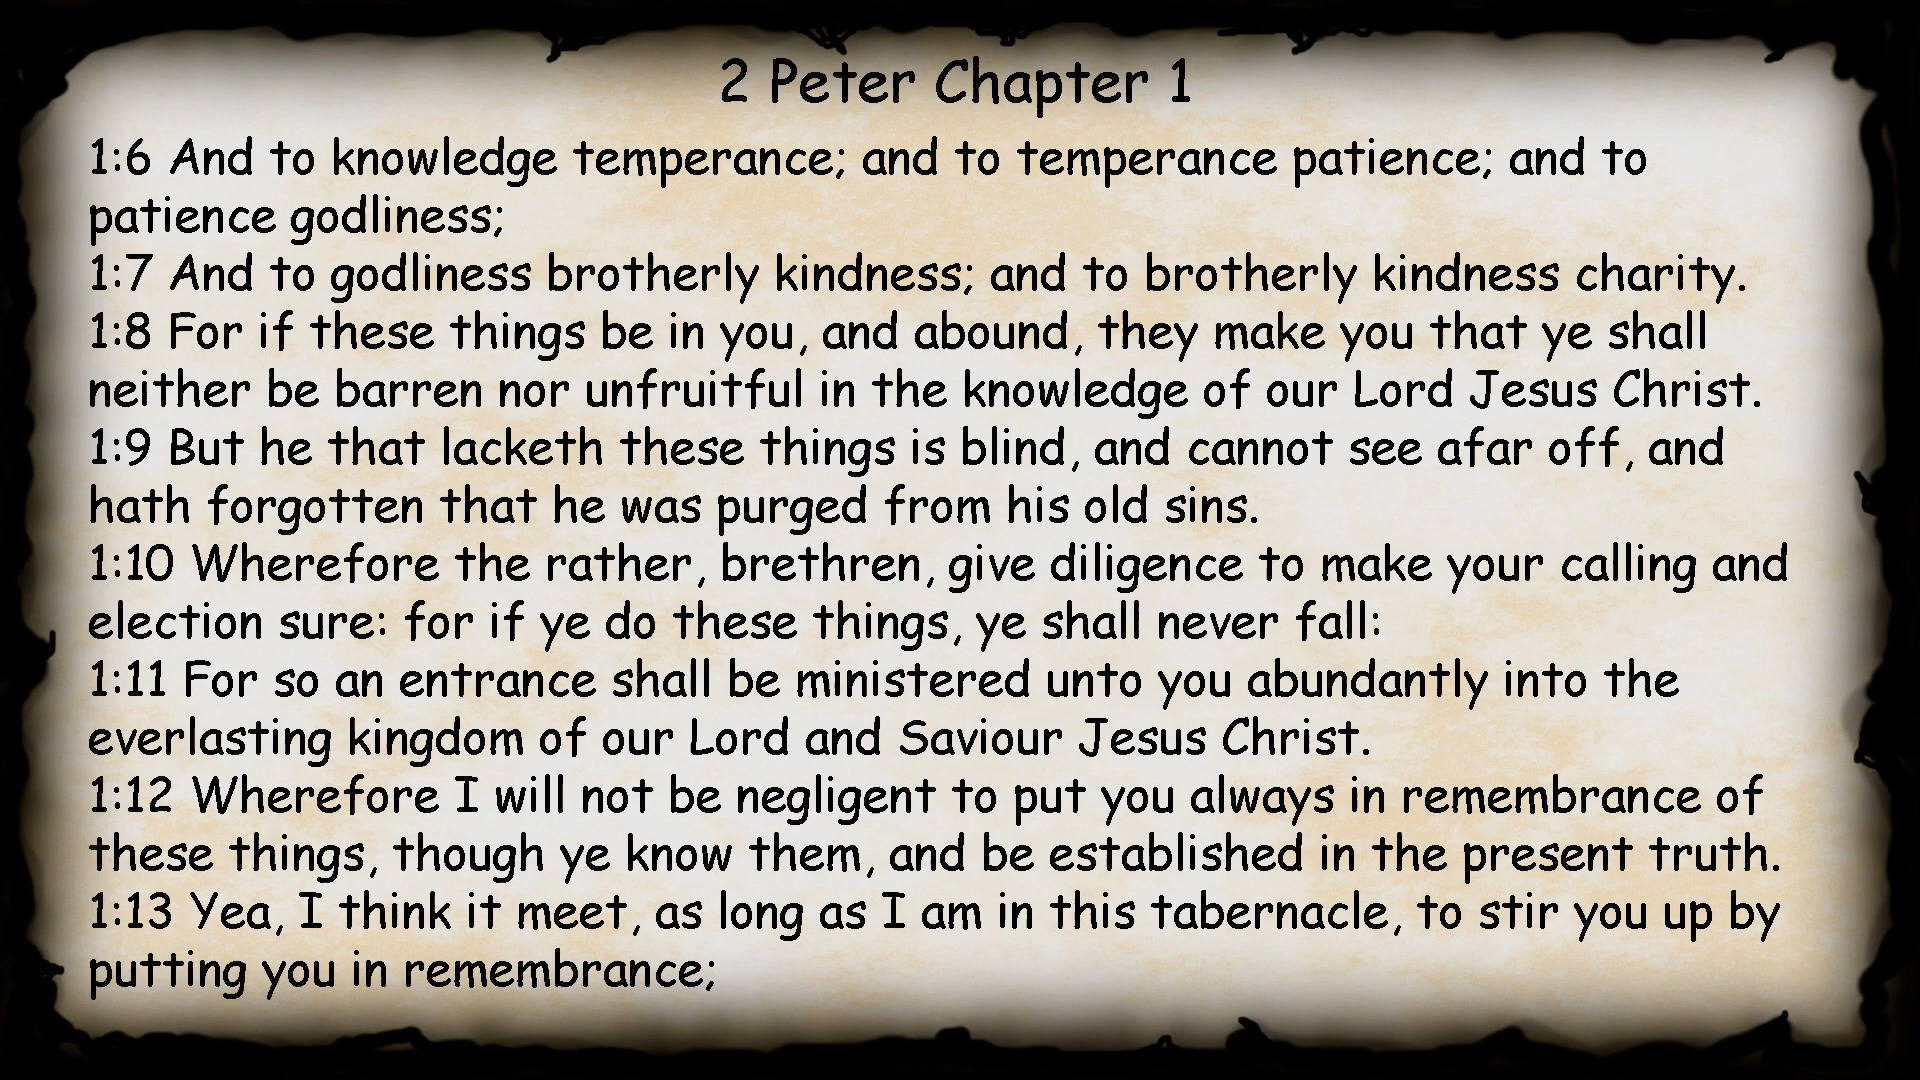 2 Peter Chapter 1
1:6 And to knowledge temperance; and to temperance patience; and to
patience godliness;
1:7 And to godliness brotherly kindness; and to brotherly kindness charity.
1:8 For if these things be in you, and abound, they make you that ye shall
neither be barren nor unfruitful in the knowledge of our Lord Jesus Christ.
1:9 But he that lacketh these things is blind, and cannot see afar off, and
hath forgotten that he was purged from his old sins.
1:10 Wherefore the rather, brethren, give diligence to make your calling and
election sure: for if ye do these things, ye shall never fall:
1:11 For so an entrance shall be ministered unto you abundantly into the
everlasting kingdom of our Lord and Saviour Jesus Christ.
1:12 Wherefore I will not be negligent to put you always in remembrance of
these things, though ye know them, and be established in the present truth.
1:13 Yea, I think it meet, as long as I am in this tabernacle, to stir you up by
putting you in remembrance;